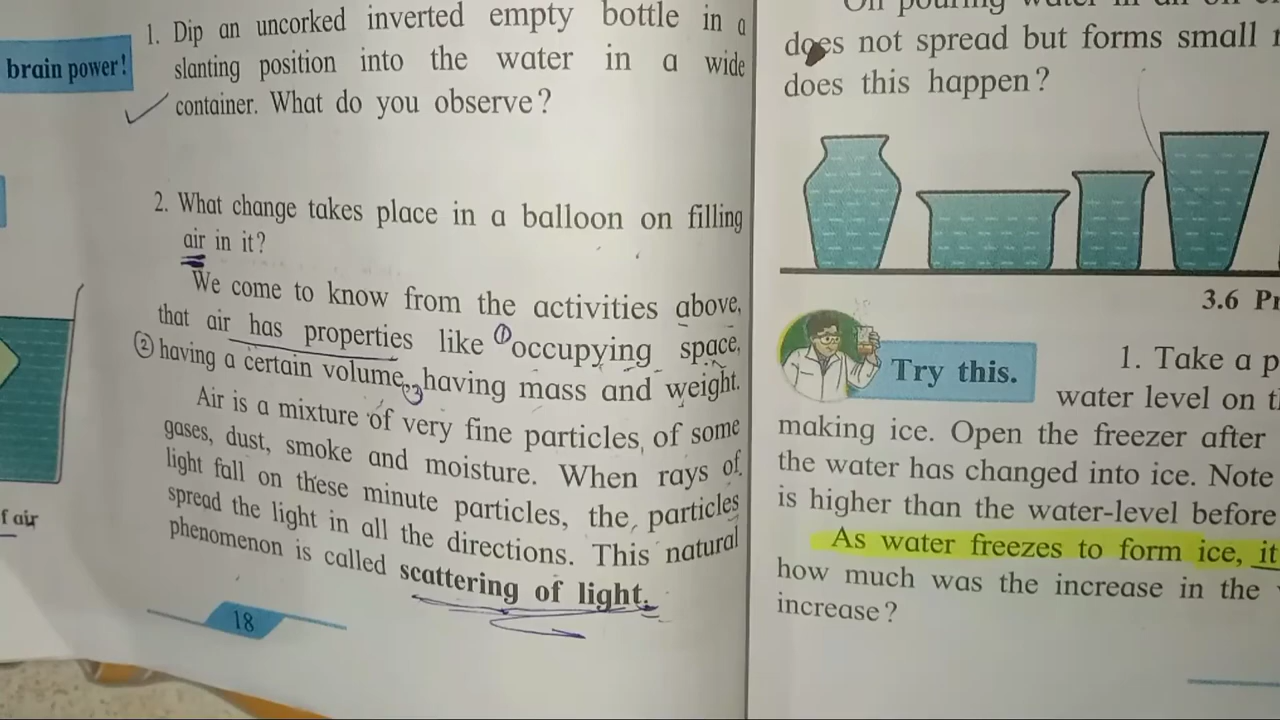 brain power!
1. Dip an uncorked inverted empty bottle in a
slanting position into the water in a wide
container. What do you observe?
2. What change takes place in a balloon on filling
air in it?
We come to know from the activities above,
that air has properties like ① occupying space,
② having a certain volume, ③ having mass and weight.
Air is a mixture of very fine particles of some
gases, dust, smoke and moisture. When rays of
light fall on these minute particles, the particles
spread the light in all the directions. This natural
phenomenon is called scattering of light.
f air
18
does not spread but forms small
does this happen?
3.6
Try this.
1. Take a
water level on
making ice. Open the freezer after
the water has changed into ice. Note
is higher than the water-level before
As water freezes to form ice, it
how much was the increase in the
increase?